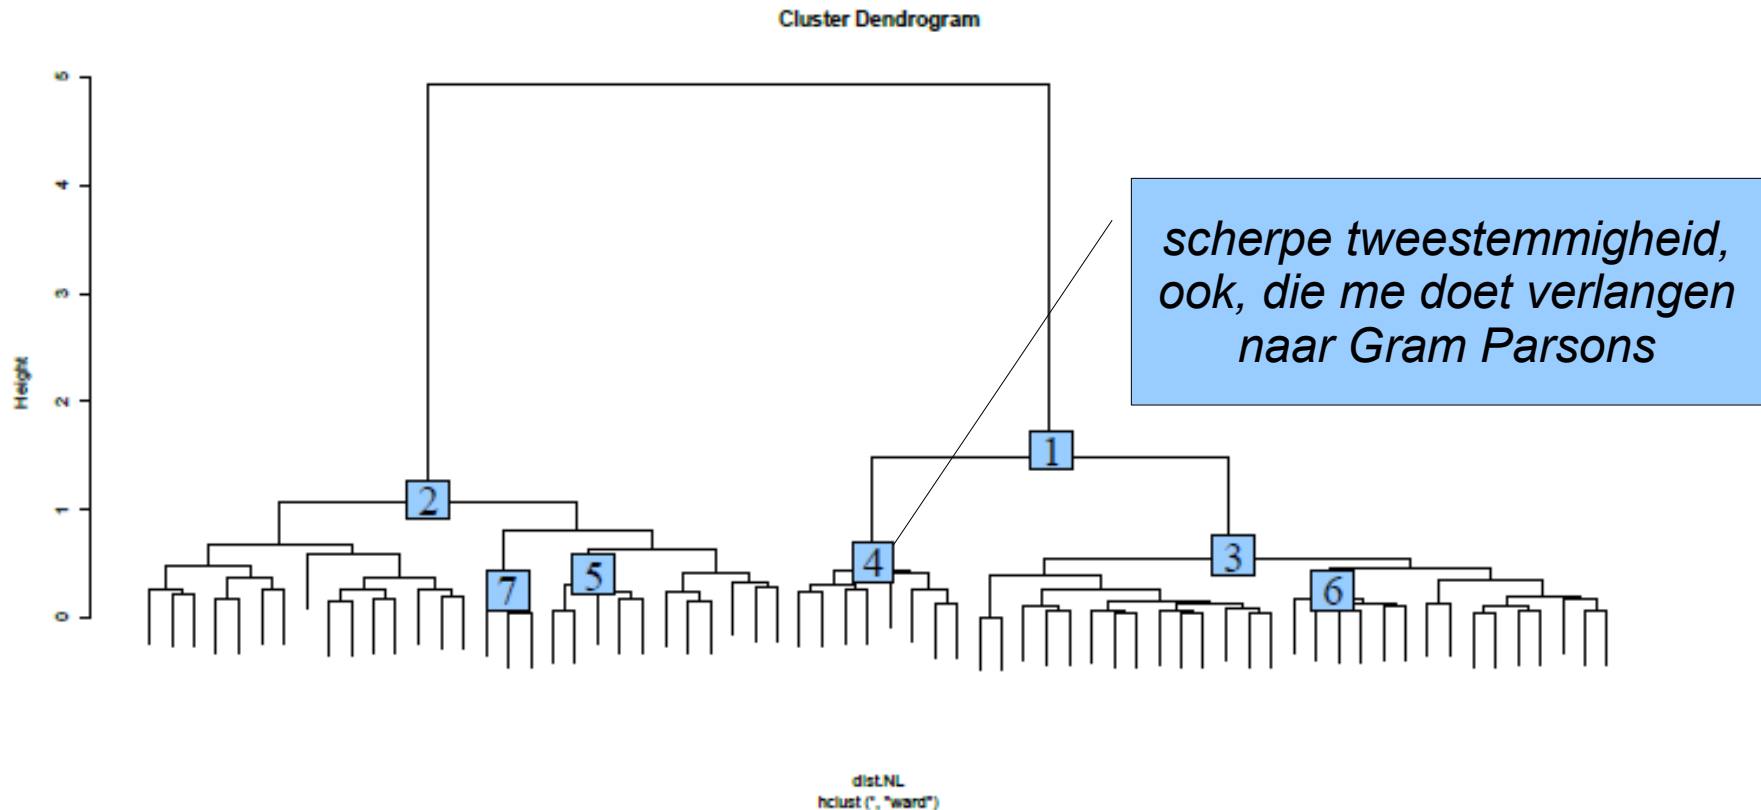 Cluster Dendrogram
5
4
3
2
1
0
Height
scherpe tweestemmigheid,
ook, die me doet verlangen
naar Gram Parsons
1
2
3
4
5
6
7
dist.NL
hclust (*, "ward")